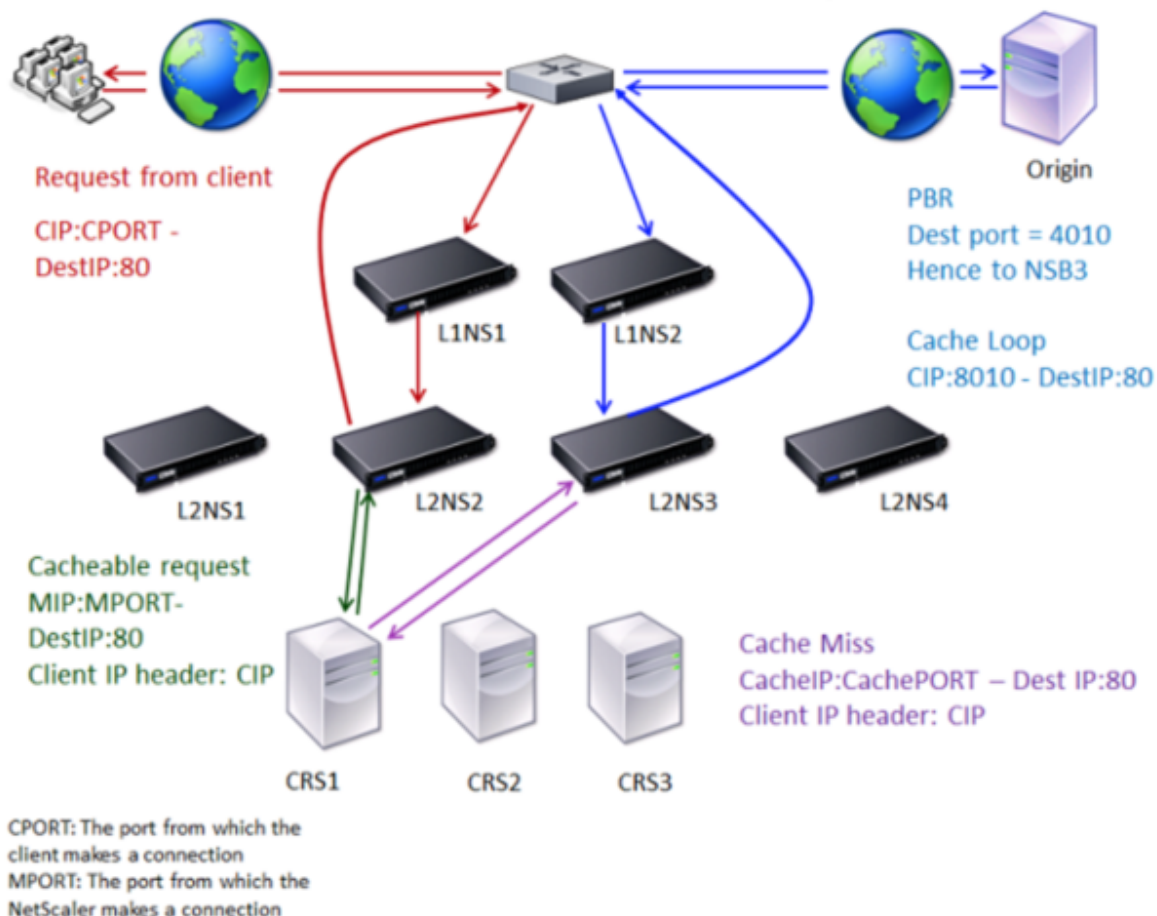 Request from client
CIP:CPORT -
DestIP:80
Origin
PBR
Dest port = 4010
Hence to NSB3
L1NS1
L1NS2
Cache Loop
CIP:8010 - DestIP:80
L2NS1
L2NS2
L2NS3
L2NS4
Cacheable request
MIP:MPORT-
DestIP:80
Client IP header: CIP
Cache Miss
CacheIP:CachePORT – Dest IP:80
Client IP header: CIP
CRS1
CRS2
CRS3
CPORT: The port from which the
client makes a connection
MPORT: The port from which the
NetScaler makes a connection